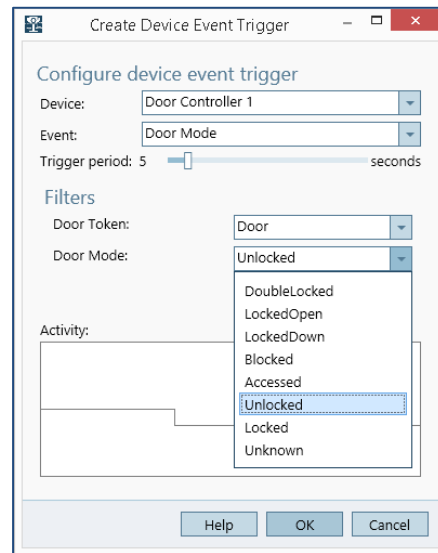 Create Device Event Trigger
Configure device event trigger
Device: Door Controller 1
Event: Door Mode
Trigger period: 5 seconds
Filters
Door Token: Door
Door Mode: Unlocked
DoubleLocked
LockedOpen
LockedDown
Blocked
Accessed
Unlocked
Locked
Unknown
Activity:
Help OK Cancel